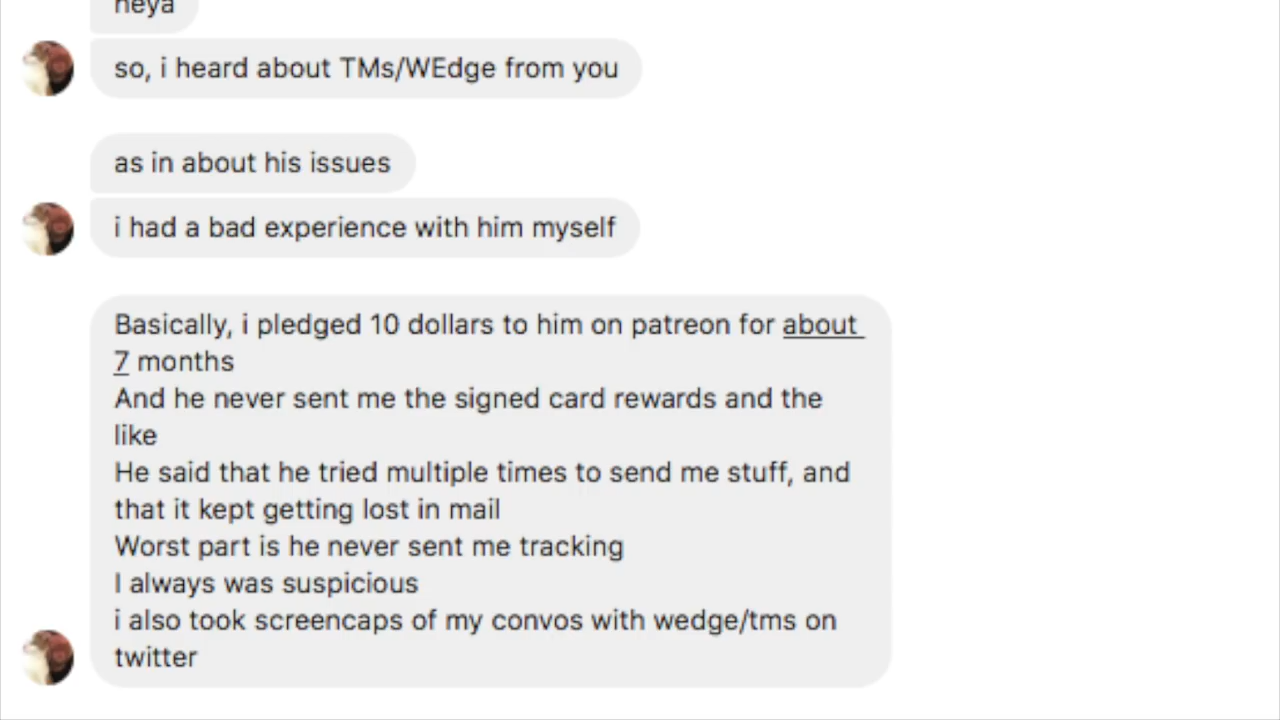 heya
so, i heard about TMs/WEdge from you
as in about his issues
i had a bad experience with him myself
Basically, i pledged 10 dollars to him on patreon for about
7 months
And he never sent me the signed card rewards and the
like
He said that he tried multiple times to send me stuff, and
that it kept getting lost in mail
Worst part is he never sent me tracking
I always was suspicious
i also took screencaps of my convos with wedge/tms on
twitter